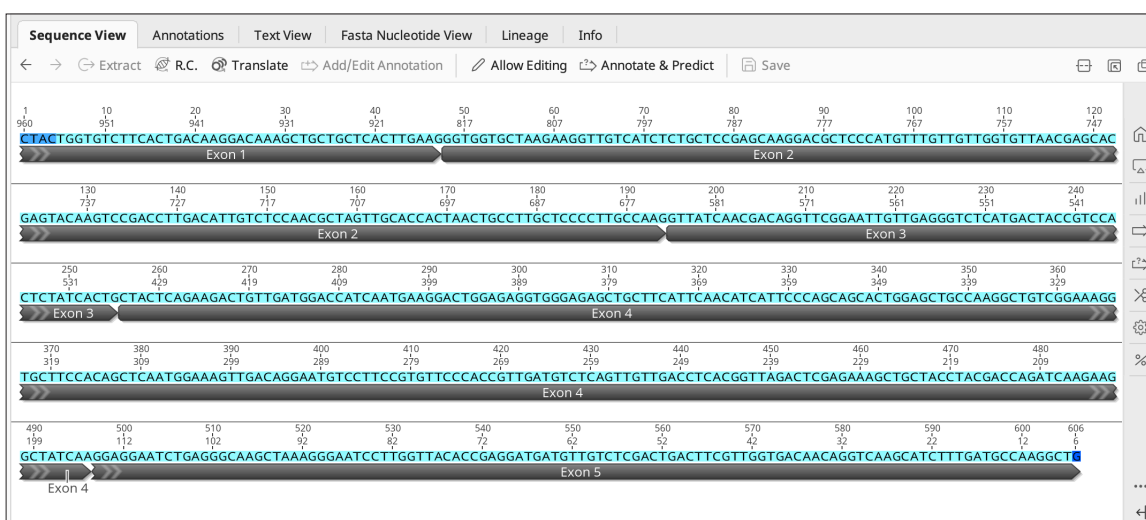 Sequence View Annotations Text View Fasta Nucleotide View Lineage Info
Extract R.C. Translate Add/Edit Annotation Allow Editing Annotate & Predict Save
1 10 20 30 40 50 60 70 80 90 100 110 120
960 951 941 931 921 817 807 797 787 777 767 757 747
CTACTGGTGTCTTCACTGACAAGGACAAAGCTGCTGCTCACTTGAAGGGTGGTGCTAAGAAGGTTGTCATCTCTGCTCCGAGCAAGGACGCTCCCATGTTTGTTGTTGGTGTTAACGAGCAC
Exon 1 Exon 2
130 140 150 160 170 180 190 200 210 220 230 240
737 727 717 707 697 687 677 581 571 561 551 541
GAGTACAAGTCCGACCTTGACATTGTCTCCAACGCTAGTTGCACCACTAACTGCCTTGCTCCCCTTGCCAAGGTTATCAACGACAGGTTCGGAATTGTTGAGGGTCTCATGACTACCGTCCA
Exon 2 Exon 3
250 260 270 280 290 300 310 320 330 340 350 360
531 429 419 409 399 389 379 369 359 349 339 329
CTCTATCACTGCTACTCAGAAGACTGTTGATGGACCATCAATGAAGGACTGGAGAGGTGGGAGAGCTGCTTCATTCAACATCATTCCCAGCAGCACTGGAGCTGCCAAGGCTGTCGGAAAGG
Exon 3 Exon 4
370 380 390 400 410 420 430 440 450 460 470 480
319 309 299 289 279 269 259 249 239 229 219 209
TGCTTCCACAGCTCAATGGAAAGTTGACAGGAATGTCCTTCCGTGTTCCCACCGTTGATGTCTCAGTTGTTGACCTCACGGTTAGACTCGAGAAAGCTGCTACCTACGACCAGATCAAGAAG
Exon 4
490 500 510 520 530 540 550 560 570 580 590 600 606
199 112 102 92 82 72 62 52 42 32 22 12 6
GCTATCAAGGAGGAATCTGAGGGCAAGCTAAAGGGAATCCTTGGTTACACCGAGGATGATGTTGTCTCGACTGACTTCGTTGGTGACAACAGGTCAAGCATCTTTGATGCCAAGGCTG
Exon 5
Exon 4